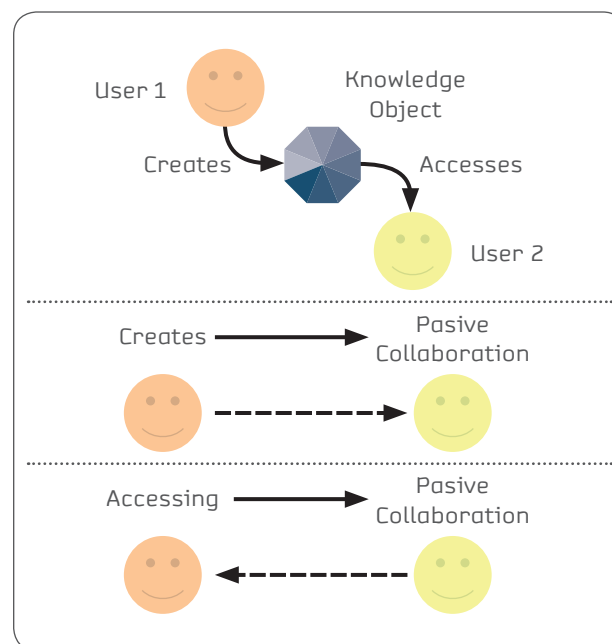 User 1
Knowledge
Object
Creates
Accesses
User 2
Creates
Pasive
Collaboration
Accessing
Pasive
Collaboration